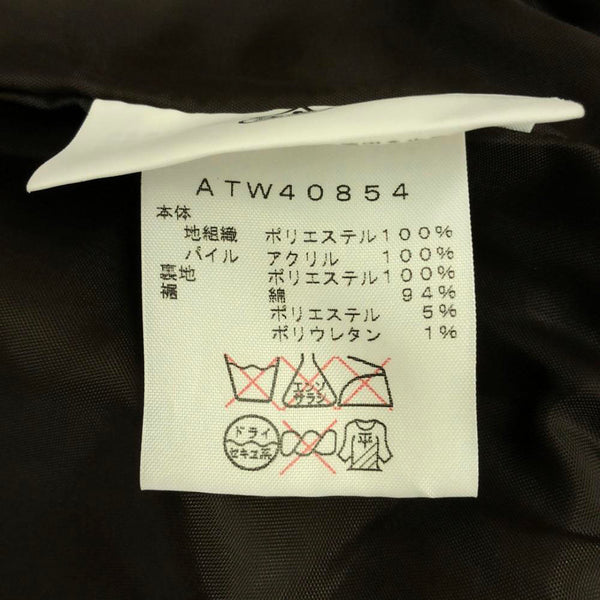 ATW40854
本体
地組織 ポリエステル100%
パイル アクリル 100%
裏地 ポリエステル100%
綿 94%
ポリエステル 5%
ポリウレタン 1%
エンソ
サラシ
ドライ
セキユ系
平